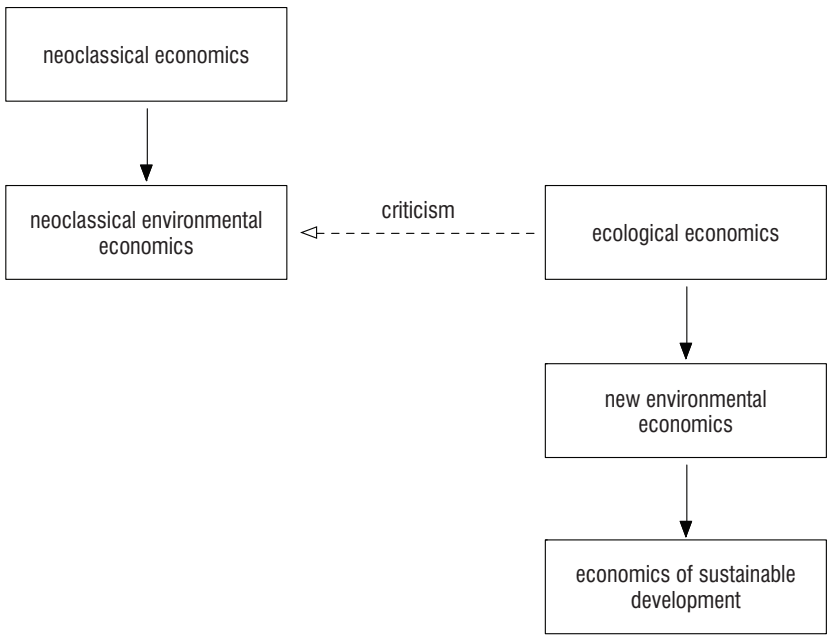 neoclassical economics
neoclassical environmental
economics
criticism
ecological economics
new environmental
economics
economics of sustainable
development